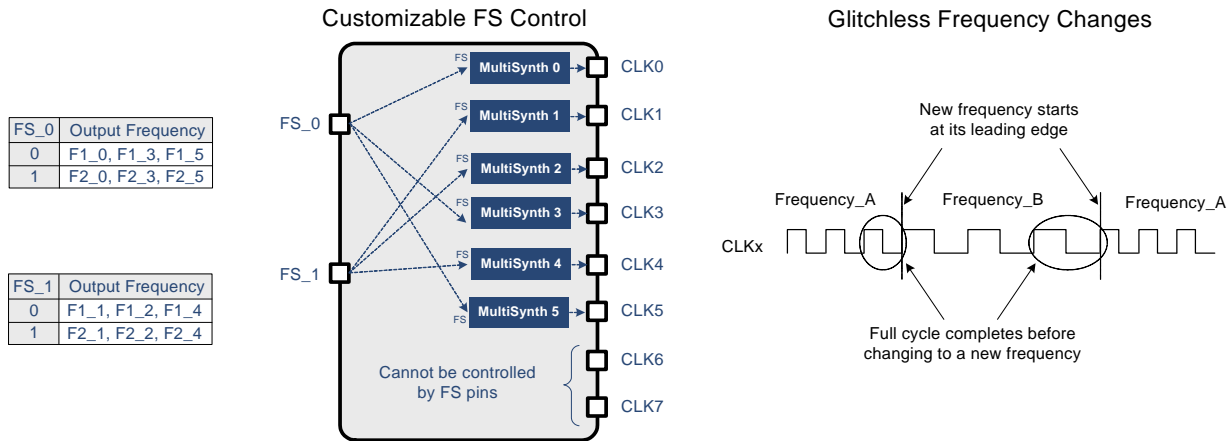 Customizable FS Control
Glitchless Frequency Changes
FS_0 Output Frequency
0 F1_0, F1_3, F1_5
1 F2_0, F2_3, F2_5
FS_1 Output Frequency
0 F1_1, F1_2, F1_4
1 F2_1, F2_2, F2_4
FS_0
FS_1
FS MultiSynth 0 CLK0
FS MultiSynth 1 CLK1
FS MultiSynth 2 CLK2
FS MultiSynth 3 CLK3
FS MultiSynth 4 CLK4
FS MultiSynth 5 CLK5
Cannot be controlled
by FS pins
CLK6
CLK7
New frequency starts
at its leading edge
Frequency_A Frequency_B Frequency_A
CLKx
Full cycle completes before
changing to a new frequency